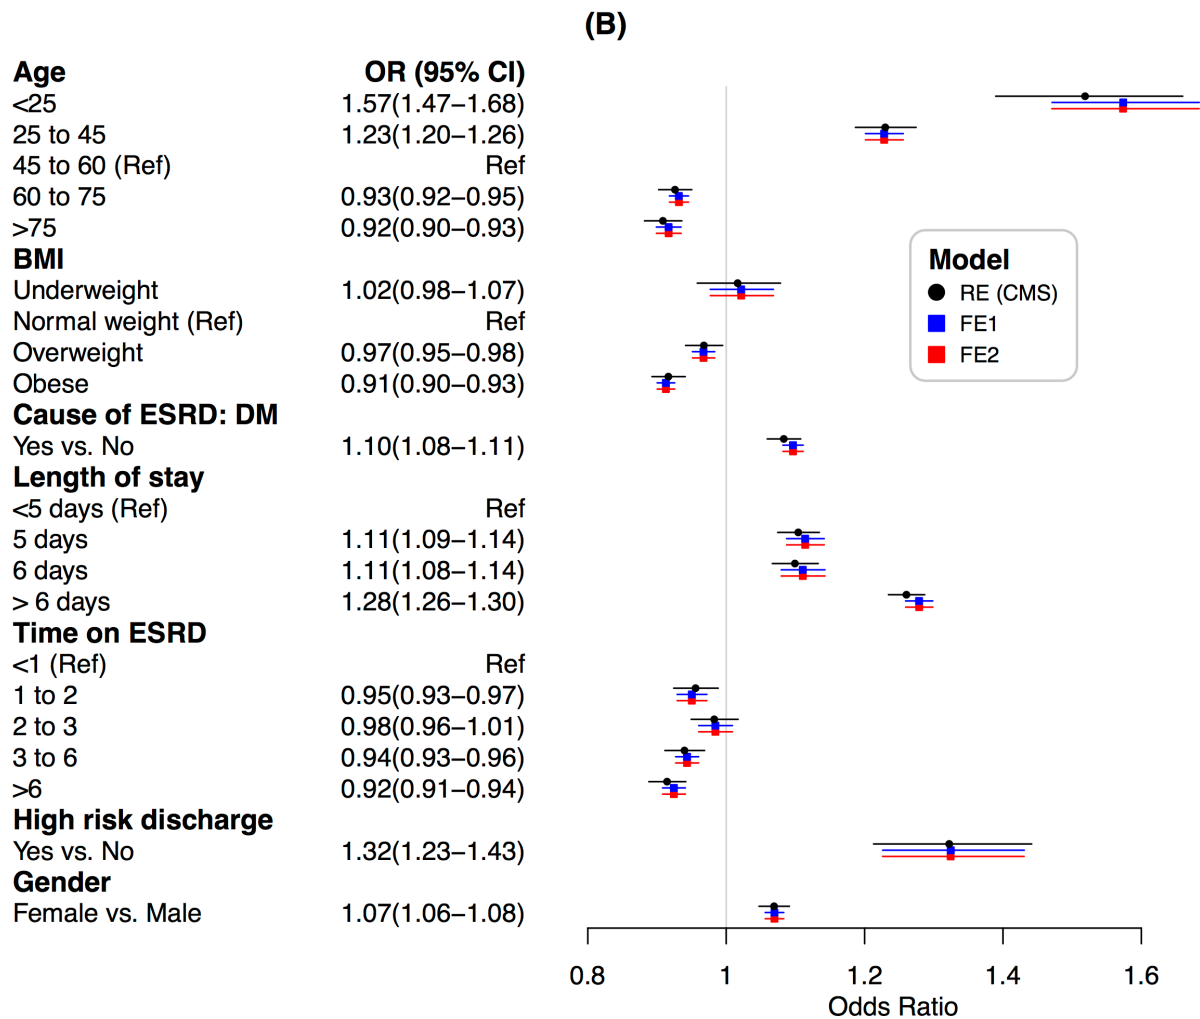 (B)
Age OR (95% CI)
<25 1.57(1.47−1.68)
25 to 45 1.23(1.20−1.26)
45 to 60 (Ref) Ref
60 to 75 0.93(0.92−0.95)
>75 0.92(0.90−0.93)
BMI
Underweight 1.02(0.98−1.07)
Normal weight (Ref) Ref
Overweight 0.97(0.95−0.98)
Obese 0.91(0.90−0.93)
Cause of ESRD: DM
Yes vs. No 1.10(1.08−1.11)
Length of stay
<5 days (Ref) Ref
5 days 1.11(1.09−1.14)
6 days 1.11(1.08−1.14)
> 6 days 1.28(1.26−1.30)
Time on ESRD
<1 (Ref) Ref
1 to 2 0.95(0.93−0.97)
2 to 3 0.98(0.96−1.01)
3 to 6 0.94(0.93−0.96)
>6 0.92(0.91−0.94)
High risk discharge
Yes vs. No 1.32(1.23−1.43)
Gender
Female vs. Male 1.07(1.06−1.08)
Model
RE (CMS)
FE1
FE2
0.8 1 1.2 1.4 1.6
Odds Ratio